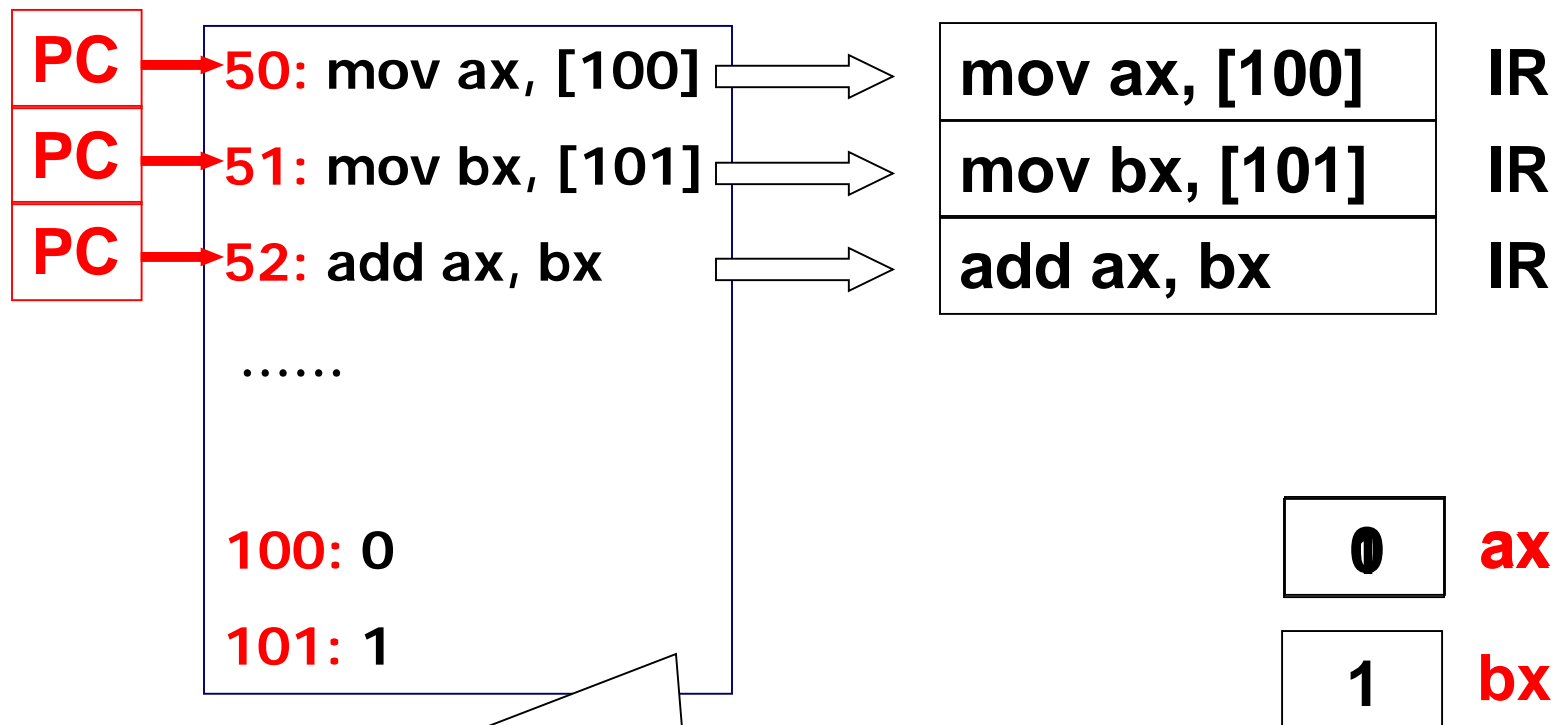 PC 50: mov ax, [100] mov ax, [100] IR
PC 51: mov bx, [101] mov bx, [101] IR
PC 52: add ax, bx add ax, bx IR
......
100: 0 ax
101: 1 1 bx